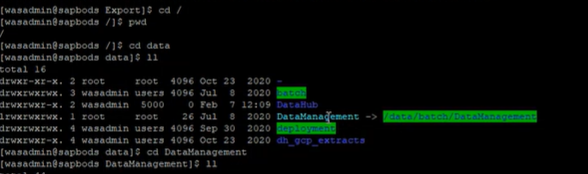 [wasadmin@sapbods Export]$ cd /
[wasadmin@sapbods /]$ pwd
/
[wasadmin@sapbods /]$ cd data
[wasadmin@sapbods data]$ ll
total 16
drwxr-xr-x. 2 root root 4096 Oct 23 2020 -
drwxrwxrwx. 3 wasadmin users 4096 Jul 8 2020 batch
drwxr-xr-x. 2 wasadmin 5000 0 Feb 7 12:09 DataHub
lrwxrwxrwx. 1 root root 26 Jul 8 2020 DataManagement -> /data/batch/DataManagement
drwxrwxrwx. 4 wasadmin users 4096 Sep 30 2020 deployment
drwxrwxr-x. 4 wasadmin users 4096 Oct 23 2020 dh_gcp_extracts
[wasadmin@sapbods data]$ cd DataManagement
[wasadmin@sapbods DataManagement]$ ll